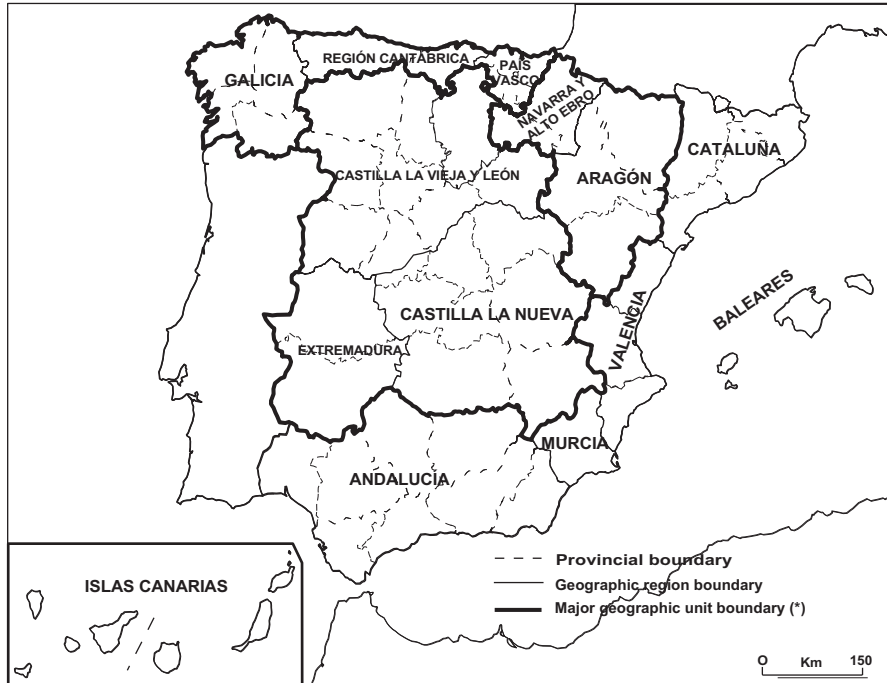 REGIÓN CANTÁBRICA
PAÍS
VASCO
GALICIA
NAVARRA Y
ALTO EBRO
CATALUÑA
CASTILLA LA VIEJA Y LEÓN
ARAGÓN
BALEARES
CASTILLA LA NUEVA
VALENCIA
EXTREMADURA
MURCIA
ANDALUCÍA
ISLAS CANARIAS
Provincial boundary
Geographic region boundary
Major geographic unit boundary (*)
O Km 150